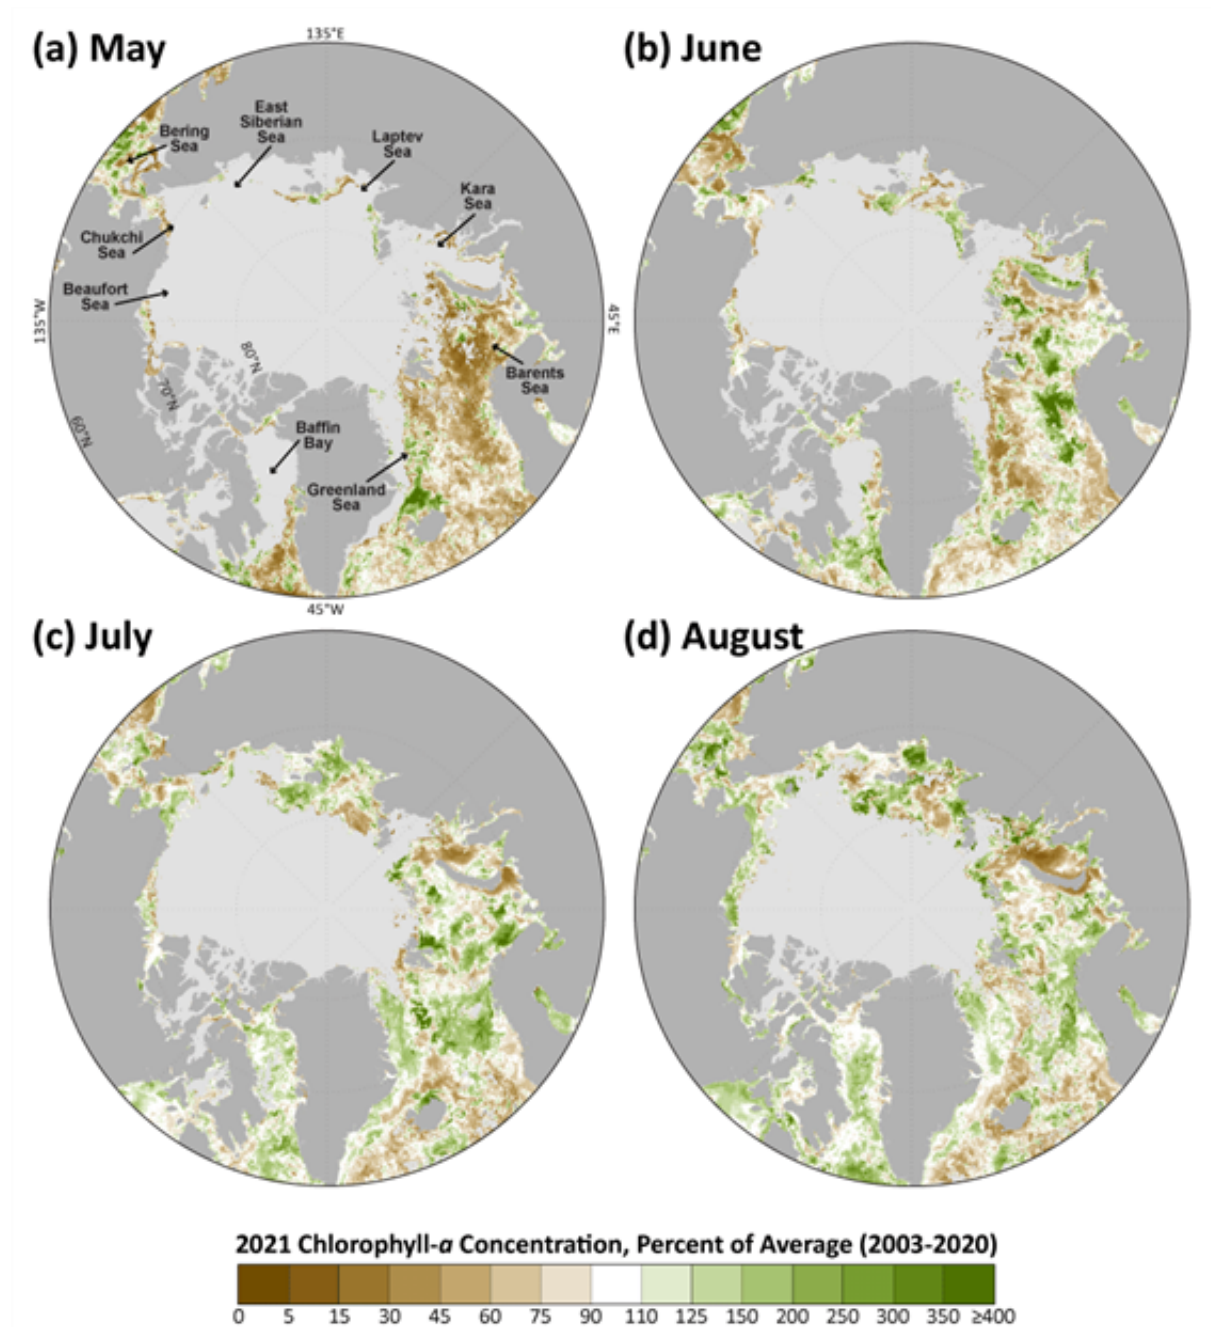 (a) May
135°E
(b) June
East
Siberian
Sea
Bering
Sea
Laptev
Sea
Kara
Sea
Chukchi
Sea
Beaufort
Sea
135°W
45°E
80°N
70°N
60°N
Barents
Sea
Baffin
Bay
Greenland
Sea
45°W
(c) July
(d) August
2021 Chlorophyll-a Concentration, Percent of Average (2003-2020)
0 5 15 30 45 60 75 90 110 125 150 200 250 300 350 ≥400